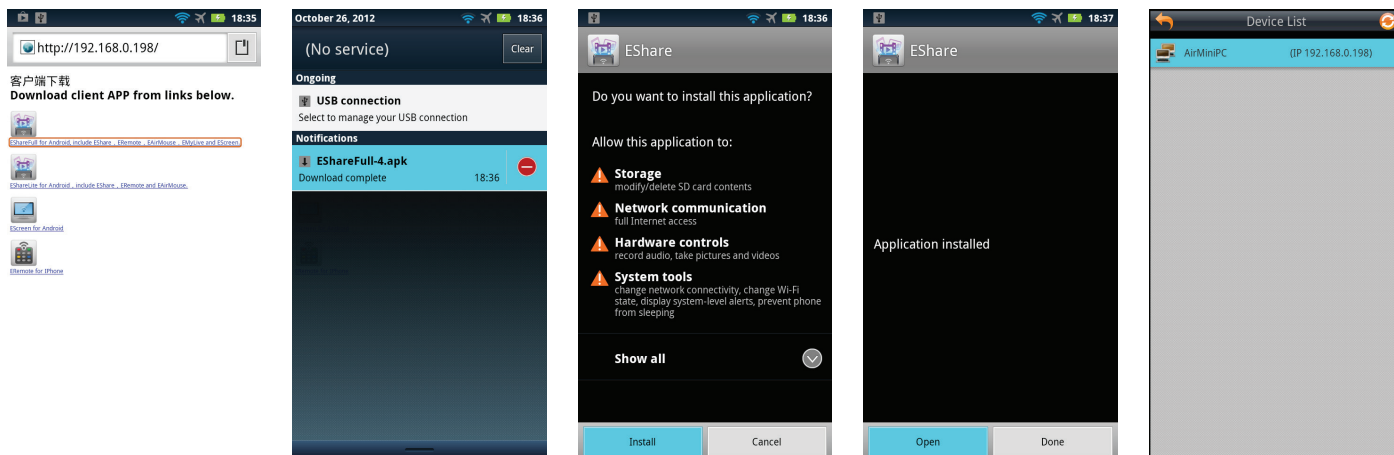 18:35
http://192.168.0.198/
客户端下载
Download client APP from links below.
EShareFull for Android, include EShare , ERemote , EAirMouse , EMyLive and EScreen.
EShareLite for Android , include EShare , ERemote and EAirMouse.
EScreen for Android
ERemote for IPhone
October 26, 2012
18:36
(No service)
Clear
Ongoing
USB connection
Select to manage your USB connection
Notifications
EShareFull-4.apk
Download complete
18:36
18:36
EShare
Do you want to install this application?
Allow this application to:
Storage
modify/delete SD card contents
Network communication
full Internet access
Hardware controls
record audio, take pictures and videos
System tools
change network connectivity, change Wi-Fi
state, display system-level alerts, prevent phone
from sleeping
Show all
Install
Cancel
18:37
EShare
Application installed
Open
Done
Device List
AirMiniPC
(IP 192.168.0.198)